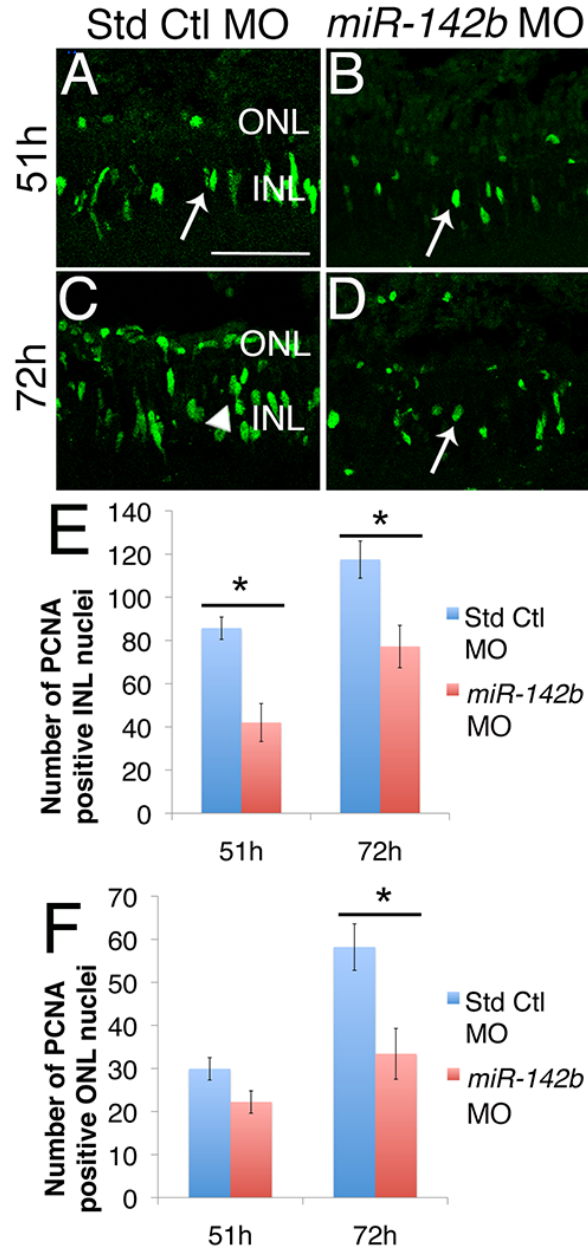 Std Ctl MO miR-142b MO
51h
A
ONL
INL
B
72h
C
ONL
INL
D
E
Number of PCNA
positive INL nuclei
140
120
100
80
60
40
20
0
*
*
51h
72h
Std Ctl
MO
miR-142b
MO
F
Number of PCNA
positive ONL nuclei
70
60
50
40
30
20
10
0
*
51h
72h
Std Ctl
MO
miR-142b
MO